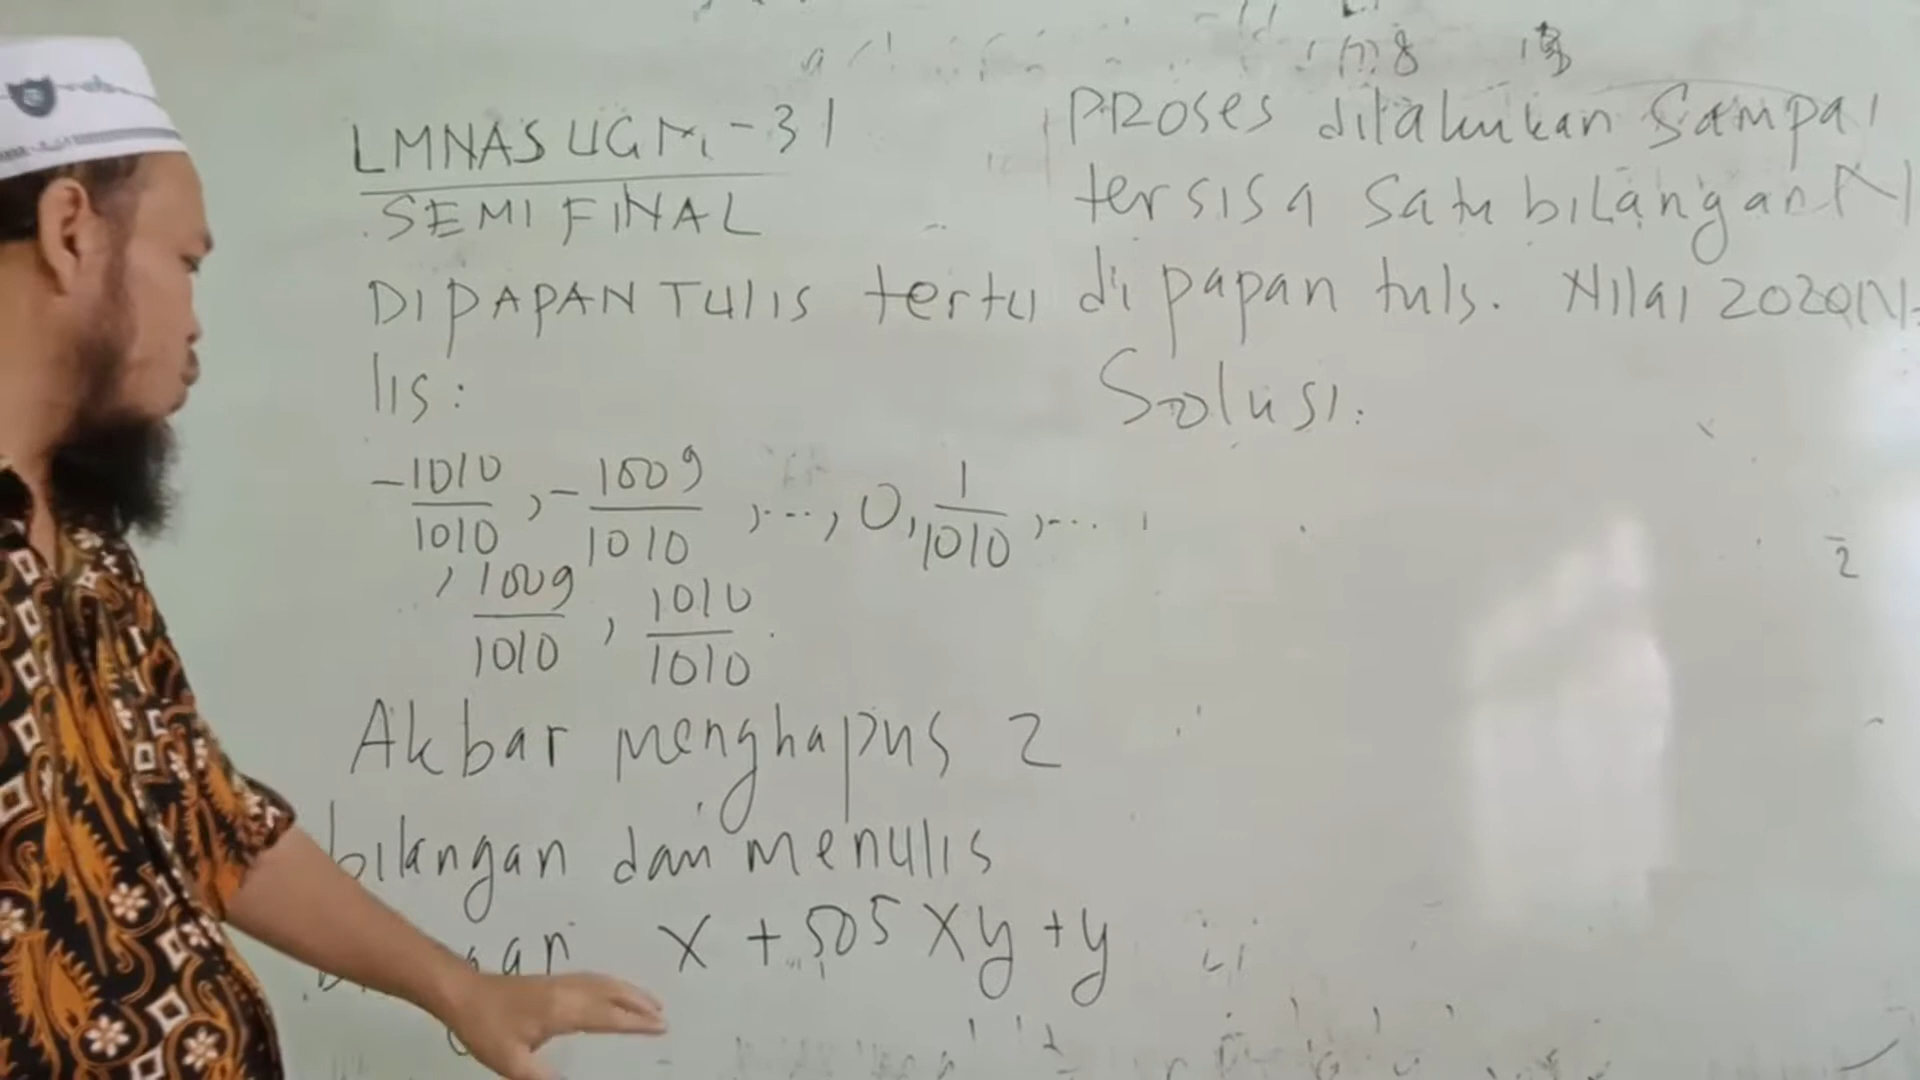 LMNAS UGM - 31
SEMI FINAL
DI PAPAN TULIS tertu
lis:
-1010/1010, -1009/1010, ..., 0, 1/1010, ...
, 1009/1010, 1010/1010.
Akbar menghapus 2
bilangan dan menulis
x + 505 xy + y
PROSES dilakukan Sampai
tersisa satu bilangan N
di papan tuls. Nilai 2020N=
Solusi: